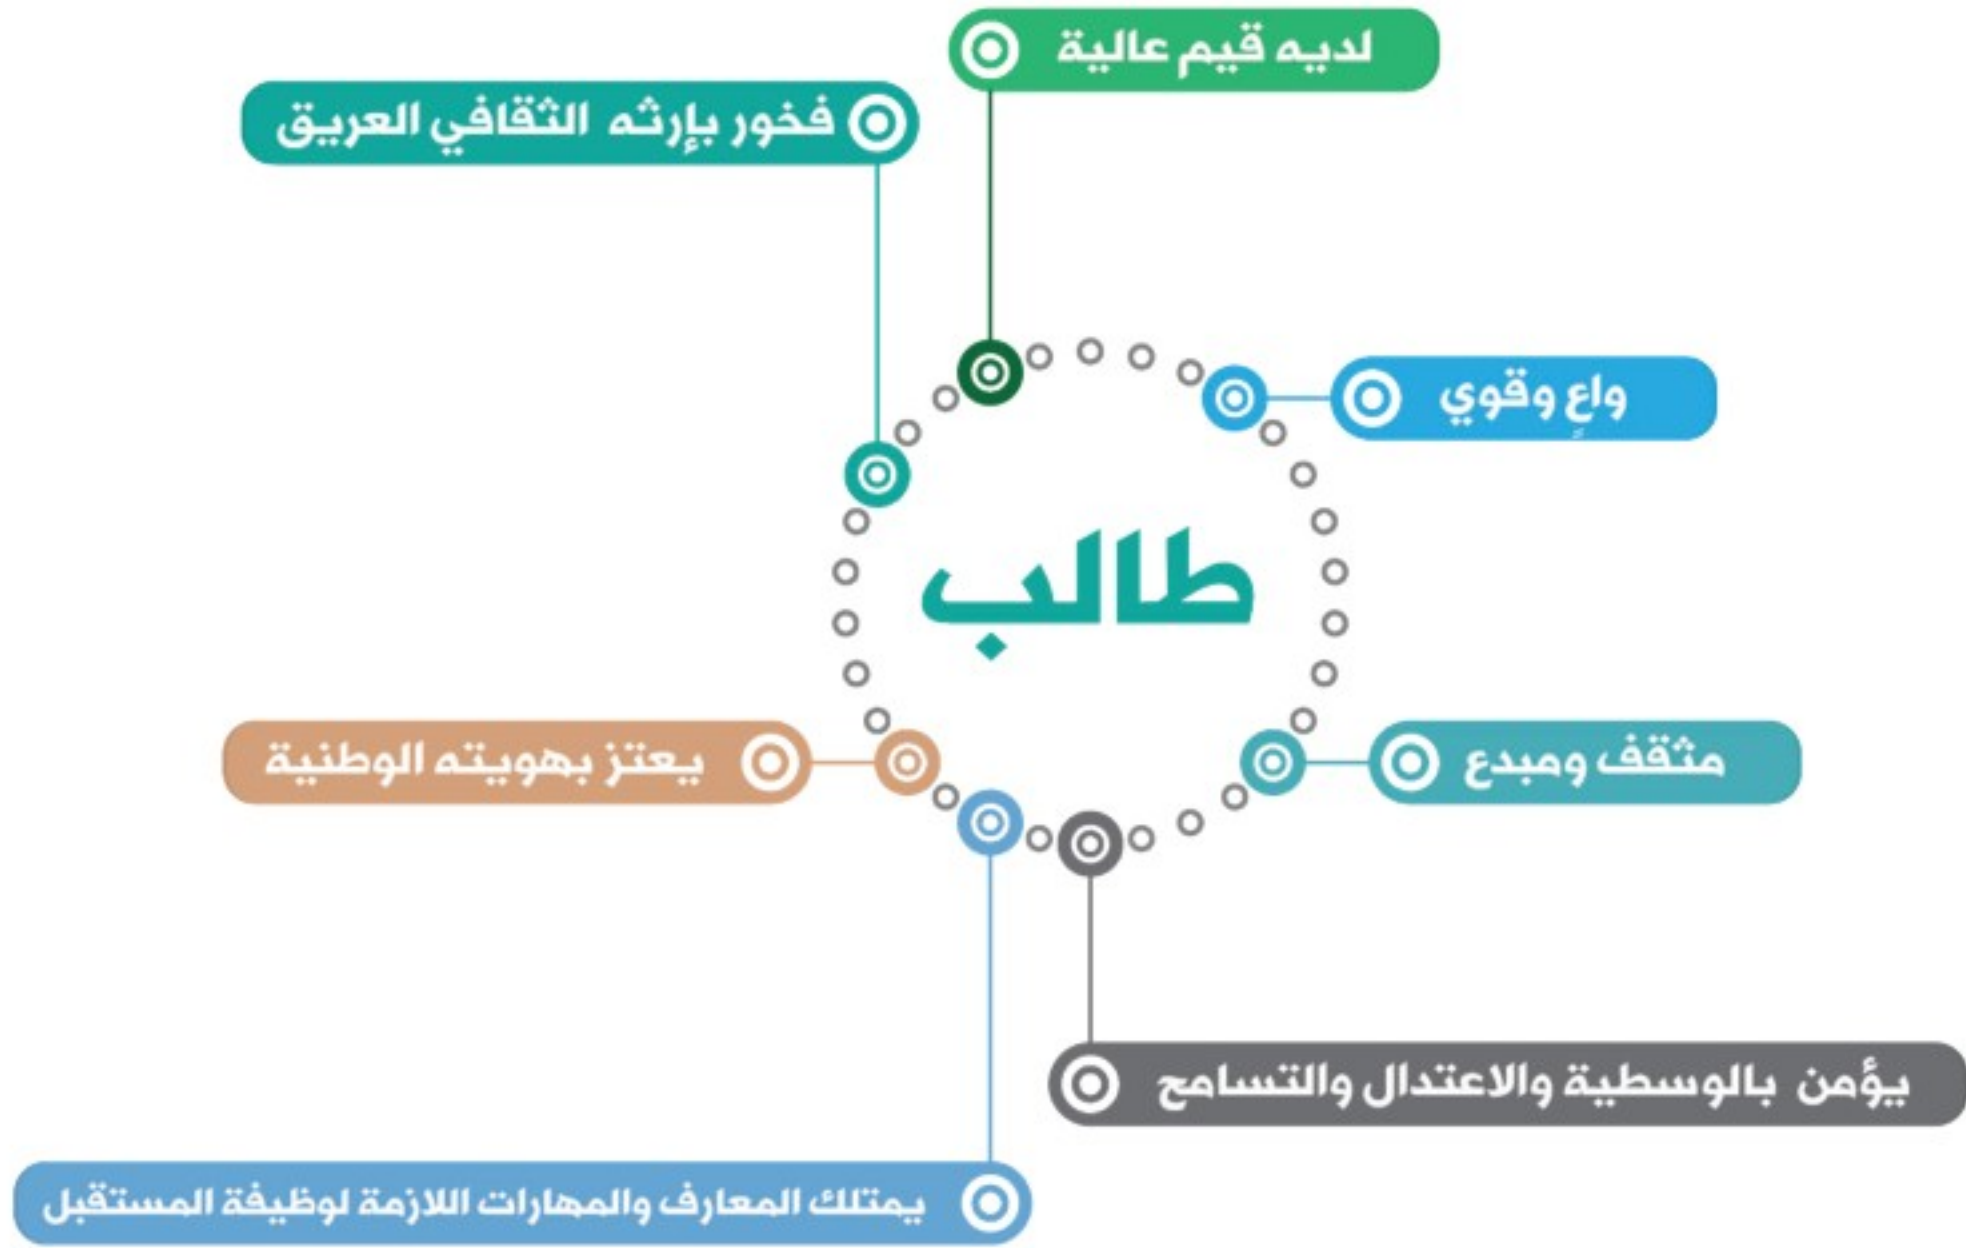 لديه قيم عالية
فخور بإرثه الثقافي العريق
واعٍ وقوي
طالب
مثقف ومبدع
يعتز بهويته الوطنية
يؤمن بالوسطية والاعتدال والتسامح
يمتلك المعارف والمهارات اللازمة لوظيفة المستقبل